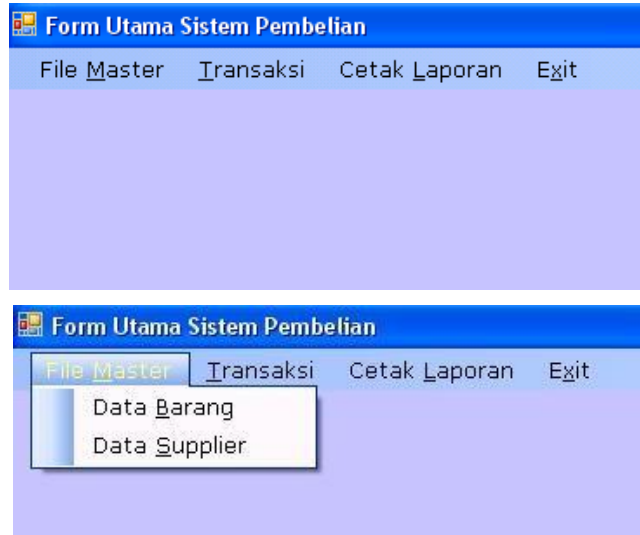 Form Utama Sistem Pembelian
File Master Transaksi Cetak Laporan Exit
Form Utama Sistem Pembelian
File Master Transaksi Cetak Laporan Exit
Data Barang
Data Supplier